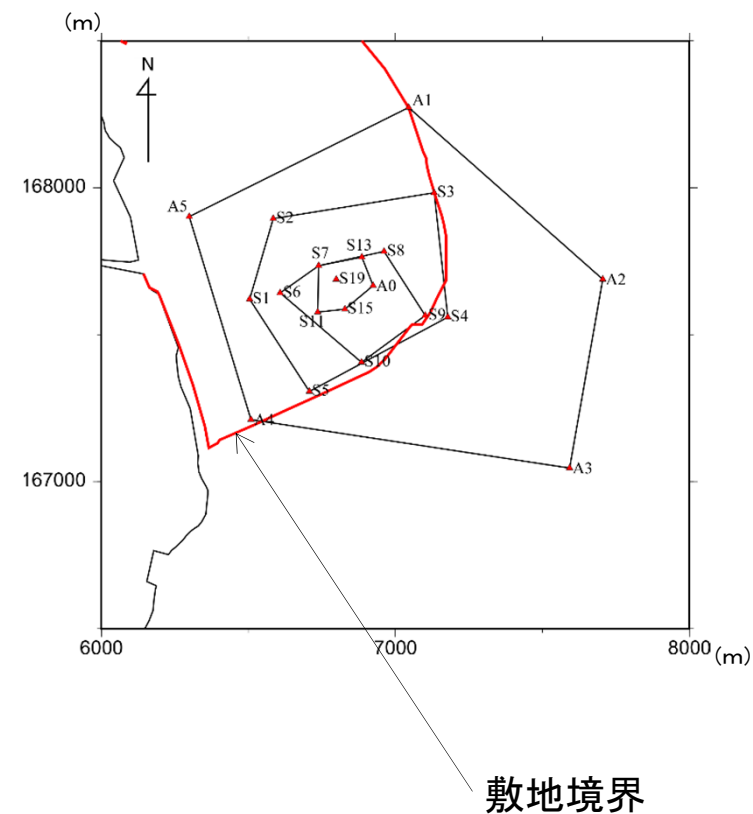 (m)
N
A1
168000
S3
A5
S2
S13
S8
S7
S19
A0
A2
S6
S1
S15
S11
S9
S4
S10
S5
A4
A3
167000
6000
7000
8000
(m)
敷地境界